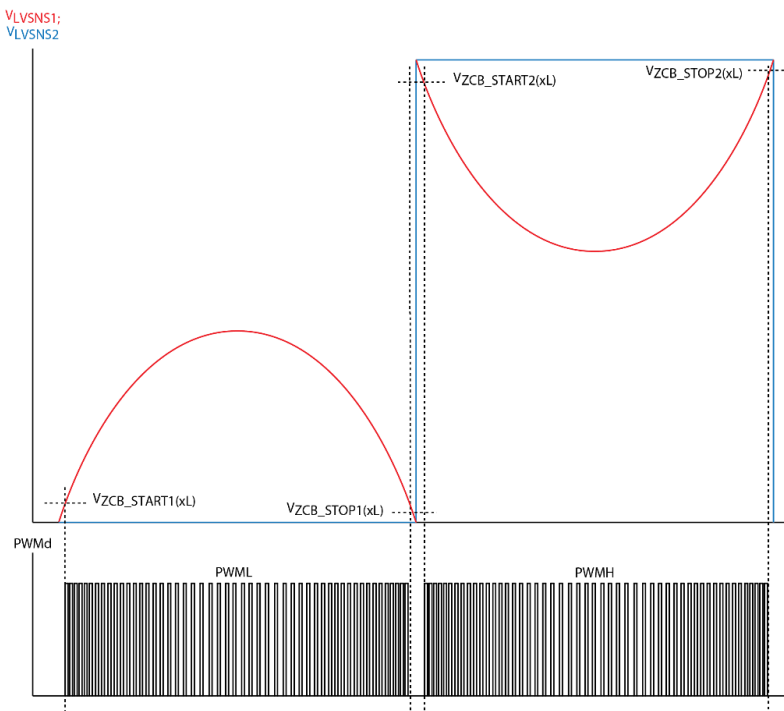 VLVSNS1;
VLVSNS2
VZCB_START2(xL)
VZCB_STOP2(xL)
VZCB_START1(xL)
VZCB_STOP1(xL)
PWMd
PWML
PWMH